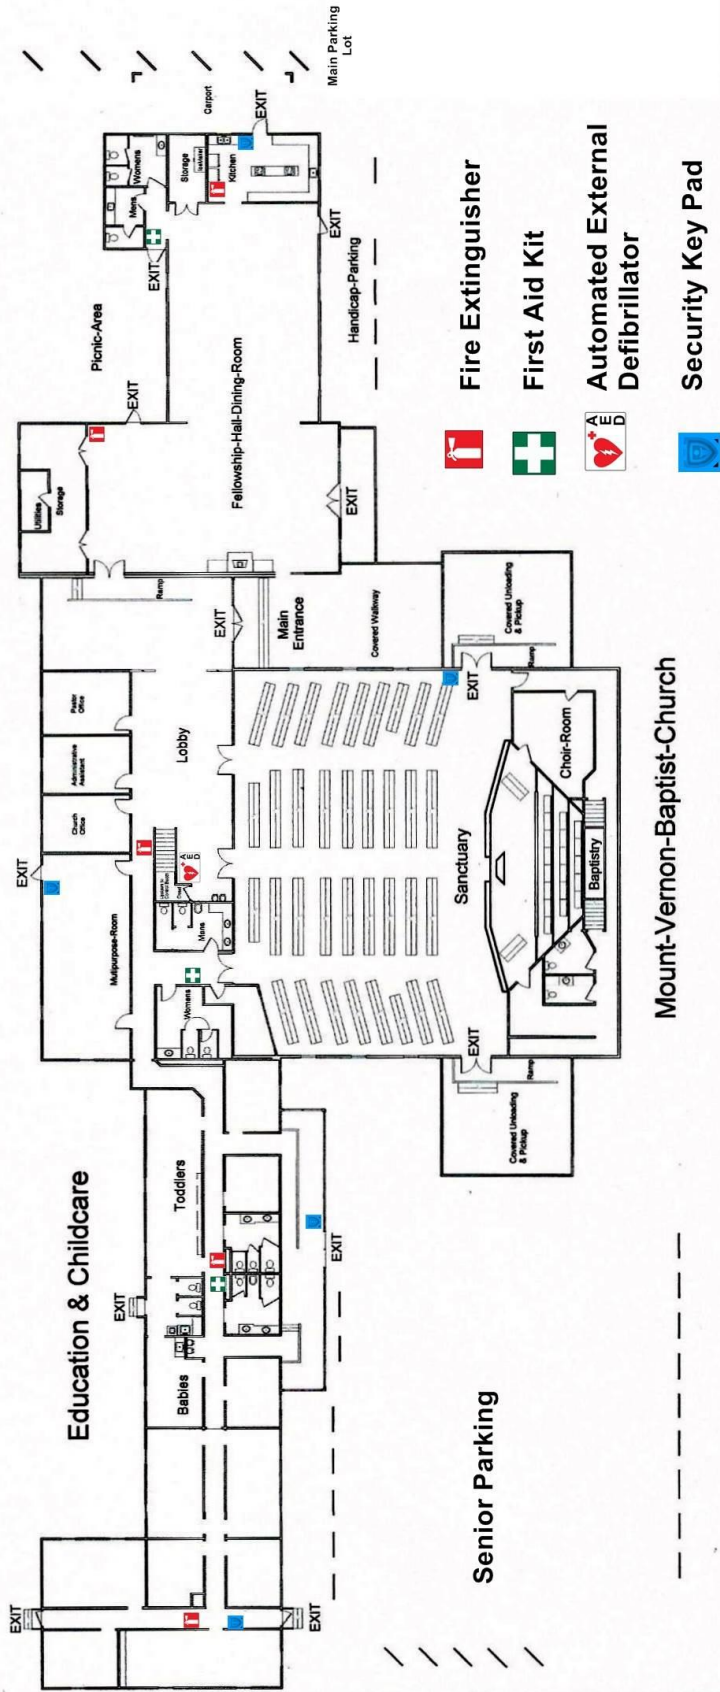 Main Parking
Lot
Carport
EXIT
Womens
Mens
Storage
Kitchen
EXIT
EXIT
Handicap-Parking
Picnic-Area
EXIT
Fellowship-Hall-Dining-Room
Utilities
Storage
EXIT
Ramp
EXIT
Main
Entrance
Covered Walkway
Covered Unloading
& Pickup
Ramp
EXIT
Pastor
Office
Administrative
Assistant
Church
Office
Lobby
EXIT
Mutipurpose-Room
AED
Closet
Mens
Womens
Sanctuary
Choir-Room
Baptistry
EXIT
Ramp
Covered Unloading
& Pickup
Education & Childcare
Toddlers
EXIT
Babies
EXIT
EXIT
EXIT
Senior Parking
Mount-Vernon-Baptist-Church
Fire Extinguisher
First Aid Kit
AED
Automated External
Defibrillator
Security Key Pad